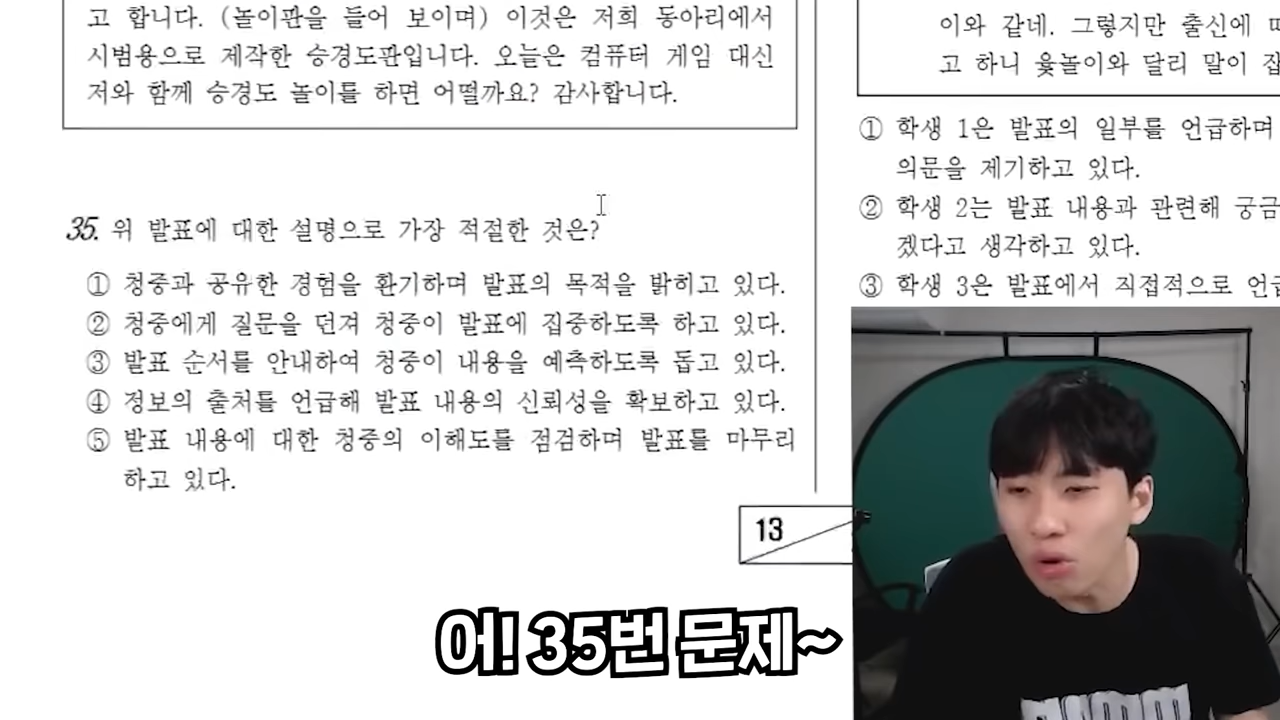 고 합니다. (놀이판을 들어 보이며) 이것은 저희 동아리에서
시범용으로 제작한 승경도판입니다. 오늘은 컴퓨터 게임 대신
저와 함께 승경도 놀이를 하면 어떨까요? 감사합니다.
35. 위 발표에 대한 설명으로 가장 적절한 것은?
① 청중과 공유한 경험을 환기하며 발표의 목적을 밝히고 있다.
② 청중에게 질문을 던져 청중이 발표에 집중하도록 하고 있다.
③ 발표 순서를 안내하여 청중이 내용을 예측하도록 돕고 있다.
④ 정보의 출처를 언급해 발표 내용의 신뢰성을 확보하고 있다.
⑤ 발표 내용에 대한 청중의 이해도를 점검하며 발표를 마무리
하고 있다.
13
이와 같네. 그렇지만 출신에
고 하니 윷놀이와 달리 말이
① 학생 1은 발표의 일부를 언급하며
의문을 제기하고 있다.
② 학생 2는 발표 내용과 관련해 궁금
겠다고 생각하고 있다.
③ 학생 3은 발표에서 직접적으로 언급
어! 35번 문제~